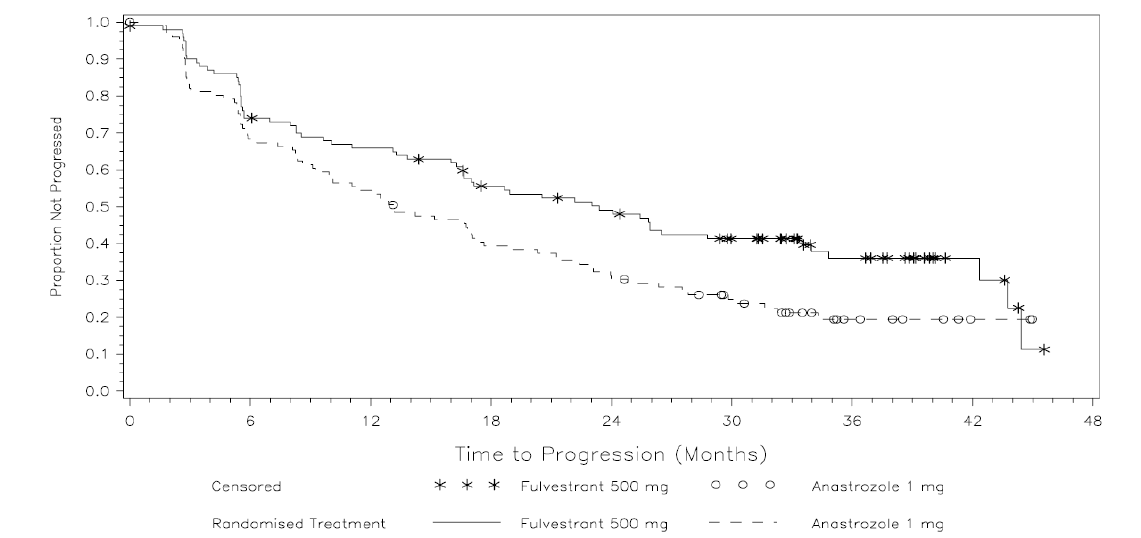 1.0
0.9
0.8
0.7
0.6
0.5
0.4
0.3
0.2
0.1
0.0
Proportion Not Progressed
0 6 12 18 24 30 36 42 48
Time to Progression (Months)
Censored Fulvestrant 500 mg Anastrozole 1 mg
Randomised Treatment Fulvestrant 500 mg Anastrozole 1 mg